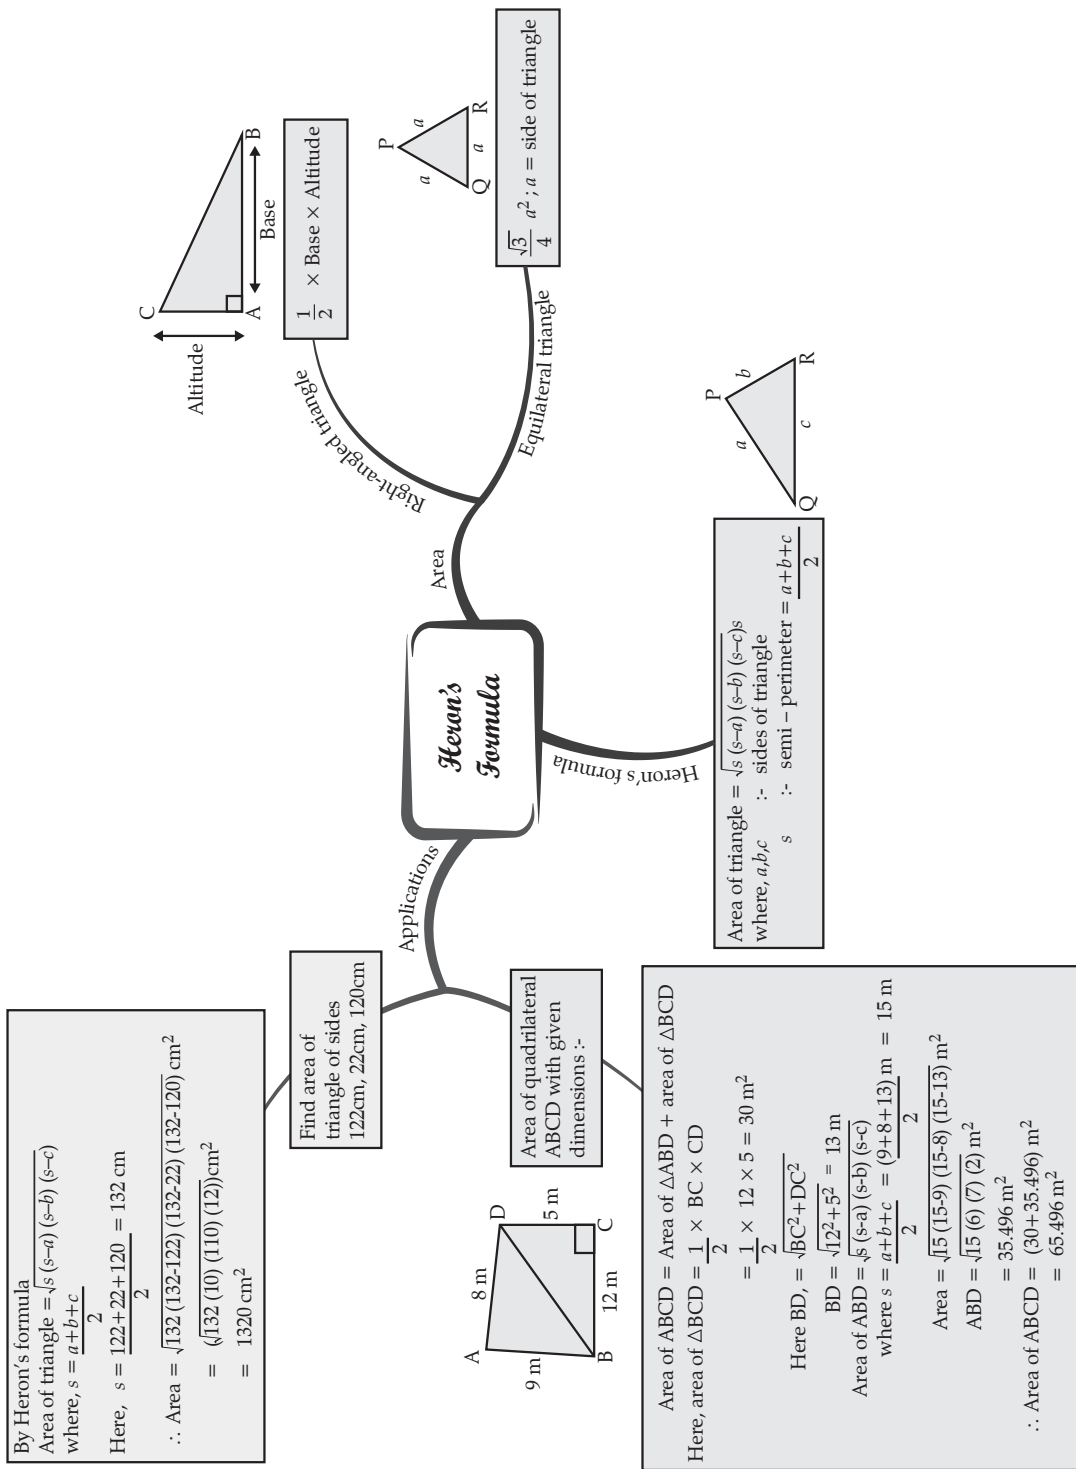 Heron's
Formula
Area
Right-angled triangle
C
Altitude
A
B
Base
1/2 × Base × Altitude
Equilateral triangle
P
a
a
Q
a
R
√3/4 a² ; a = side of triangle
Heron's formula
Area of triangle = √s (s–a) (s–b) (s–c)s
where, a,b,c :- sides of triangle
s :- semi – perimeter = a+b+c/2
P
a
b
Q
c
R
Applications
Find area of
triangle of sides
122cm, 22cm, 120cm
By Heron's formula
Area of triangle = √s (s–a) (s–b) (s–c)
where, s = a+b+c/2
Here, s = 122+22+120/2 = 132 cm
∴ Area = √132 (132-122) (132-22) (132-120) cm²
= (√132 (10) (110) (12))cm²
= 1320 cm²
Area of quadrilateral
ABCD with given
dimensions :-
A
8 m
D
9 m
5 m
B
12 m
C
Area of ABCD = Area of ΔABD + area of ΔBCD
Here, area of ΔBCD = 1/2 × BC × CD
= 1/2 × 12 × 5 = 30 m²
Here BD, = √BC²+DC²
BD = √12²+5² = 13 m
Area of ABD = √s (s-a) (s-b) (s-c)
where s = a+b+c/2 = (9+8+13)/2 m = 15 m
Area = √15 (15-9) (15-8) (15-13) m²
ABD = √15 (6) (7) (2) m²
= 35.496 m²
∴ Area of ABCD = (30+35.496) m²
= 65.496 m²